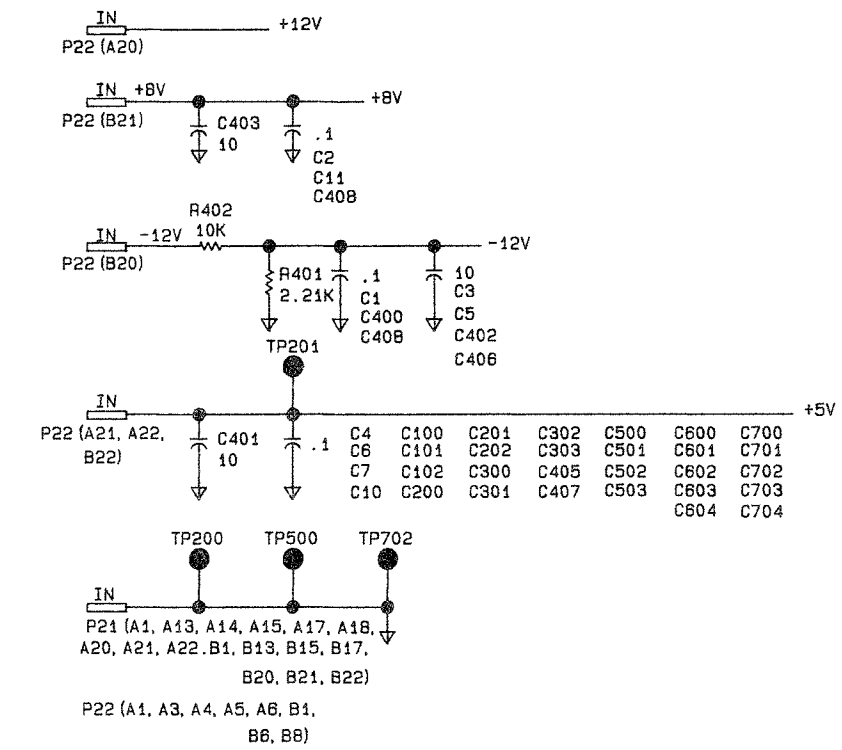 IN
+12V
P22 (A20)
IN +8V
+8V
P22 (B21)
C403
10
.1
C2
C11
C408
R402
10K
IN -12V
-12V
P22 (B20)
R401
2.21K
.1
C1
C400
C408
10
C3
C5
C402
C406
TP201
IN
+5V
P22 (A21, A22,
B22)
C401
10
.1
C4 C100 C201 C302 C500 C600 C700
C6 C101 C202 C303 C501 C601 C701
C7 C102 C300 C405 C502 C602 C702
C10 C200 C301 C407 C503 C603 C703
C604 C704
TP200 TP500 TP702
IN
P21 (A1, A13, A14, A15, A17, A18,
A20, A21, A22.B1, B13, B15, B17,
B20, B21, B22)
P22 (A1, A3, A4, A5, A6, B1,
B6, B8)